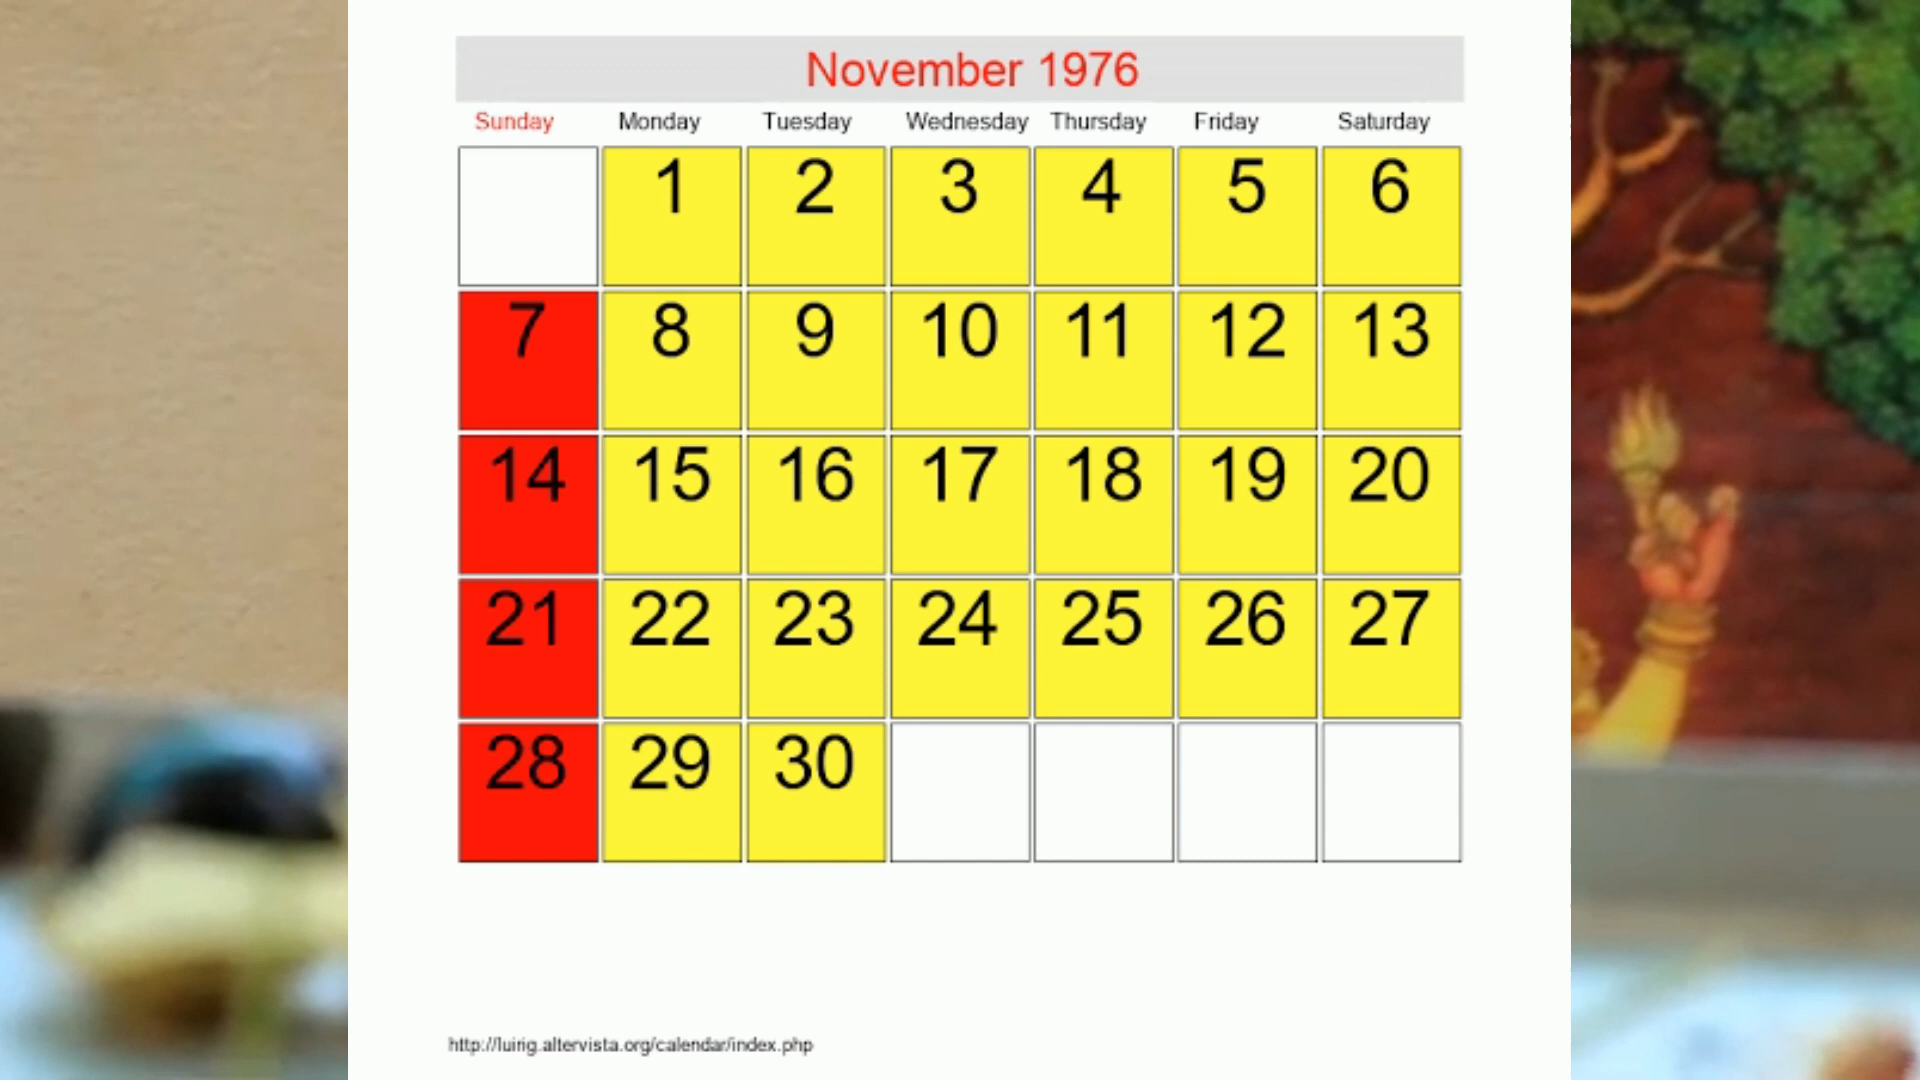 November 1976
Sunday Monday Tuesday Wednesday Thursday Friday Saturday
1 2 3 4 5 6
7 8 9 10 11 12 13
14 15 16 17 18 19 20
21 22 23 24 25 26 27
28 29 30
http://luirig.altervista.org/calendar/index.php